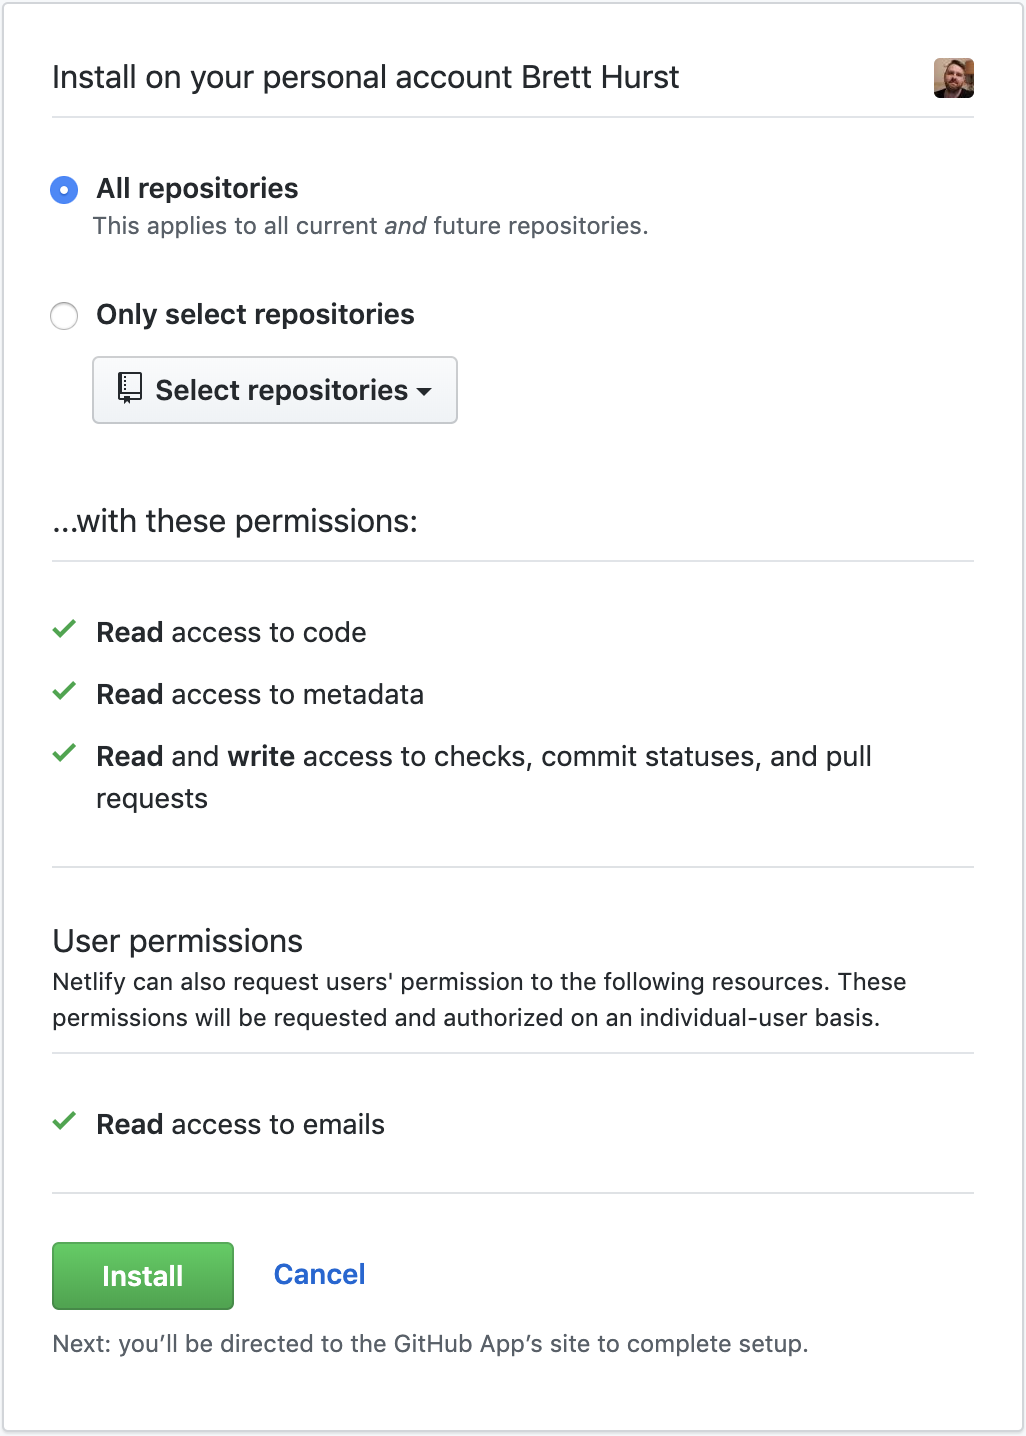 Install on your personal account Brett Hurst
All repositories
This applies to all current and future repositories.
Only select repositories
Select repositories
...with these permissions:
Read access to code
Read access to metadata
Read and write access to checks, commit statuses, and pull
requests
User permissions
Netlify can also request users' permission to the following resources. These
permissions will be requested and authorized on an individual-user basis.
Read access to emails
Install Cancel
Next: you’ll be directed to the GitHub App’s site to complete setup.